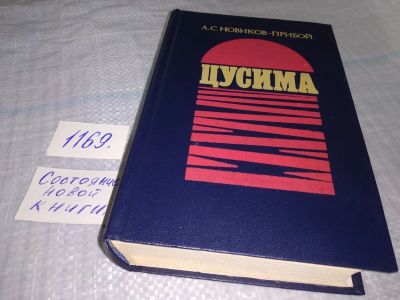 А.С. НОВИКОВ-ПРИБОЙ
ЦУСИМА
1169.
Состояние
новой
книги